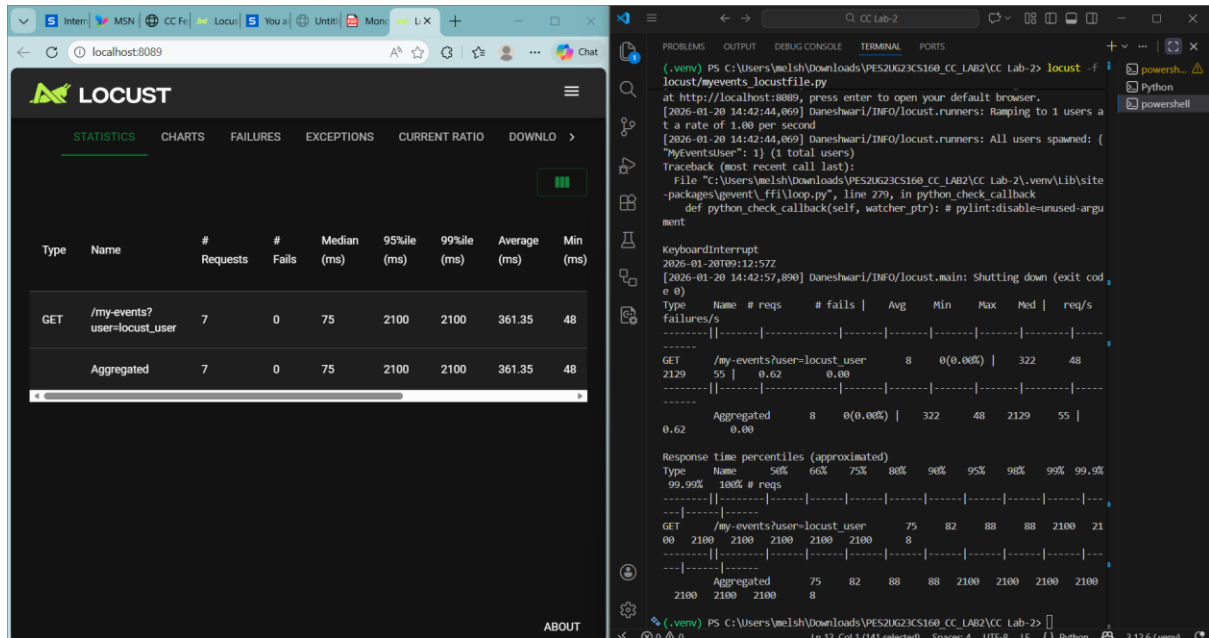 Intern
MSN
CC Fe
Locus
You a
Untitl
Mong
L
localhost:8089
Chat
LOCUST
STATISTICS CHARTS FAILURES EXCEPTIONS CURRENT RATIO DOWNLO
Type Name # Requests # Fails Median (ms) 95%ile (ms) 99%ile (ms) Average (ms) Min (ms)
GET /my-events?user=locust_user 7 0 75 2100 2100 361.35 48
Aggregated 7 0 75 2100 2100 361.35 48
ABOUT
CC Lab-2
PROBLEMS OUTPUT DEBUG CONSOLE TERMINAL PORTS
(.venv) PS C:\Users\melsh\Downloads\PES2UG23CS160_CC_LAB2\CC Lab-2> locust -f
locust/myevents_locustfile.py
at http://localhost:8089, press enter to open your default browser.
[2026-01-20 14:42:44,069] Daneshwari/INFO/locust.runners: Ramping to 1 users a
t a rate of 1.00 per second
[2026-01-20 14:42:44,069] Daneshwari/INFO/locust.runners: All users spawned: {
"MyEventsUser": 1} (1 total users)
Traceback (most recent call last):
File "C:\Users\melsh\Downloads\PES2UG23CS160_CC_LAB2\CC Lab-2\.venv\Lib\site
-packages\gevent\_ffi\loop.py", line 279, in python_check_callback
def python_check_callback(self, watcher_ptr): # pylint:disable=unused-argu
ment
KeyboardInterrupt
2026-01-20T09:12:57Z
[2026-01-20 14:42:57,890] Daneshwari/INFO/locust.main: Shutting down (exit cod
e 0)
Type Name # reqs # fails | Avg Min Max Med | req/s
failures/s
--------||-------|------------|-------|-------|-------|-------|--------|-----
------
GET /my-events?user=locust_user 8 0(0.00%) | 322 48
2129 55 | 0.62 0.00
--------||-------|------------|-------|-------|-------|-------|--------|-----
------
Aggregated 8 0(0.00%) | 322 48 2129 55 |
0.62 0.00
Response time percentiles (approximated)
Type Name 50% 66% 75% 80% 90% 95% 98% 99% 99.9%
99.99% 100% # reqs
--------||--------|------|------|------|------|------|------|------|---
---|------|------
GET /my-events?user=locust_user 75 82 88 88 2100 21
00 2100 2100 2100 2100 2100 8
--------||--------|------|------|------|------|------|------|------|---
---|------|------
Aggregated 75 82 88 88 2100 2100 2100 2100
2100 2100 2100 8
(.venv) PS C:\Users\melsh\Downloads\PES2UG23CS160_CC_LAB2\CC Lab-2>
powersh...
Python
powershell